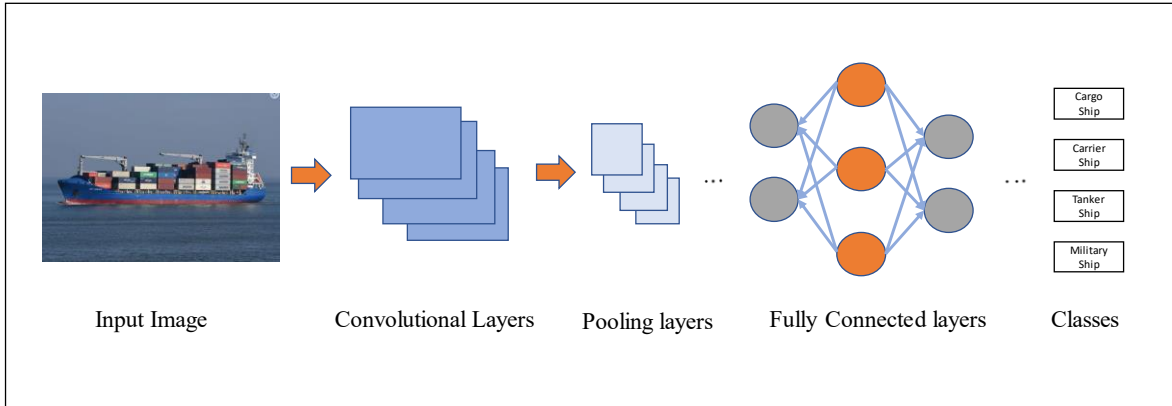 Cargo
Ship
Carrier
Ship
...
...
Tanker
Ship
Military
Ship
Input Image
Convolutional Layers
Pooling layers
Fully Connected layers
Classes